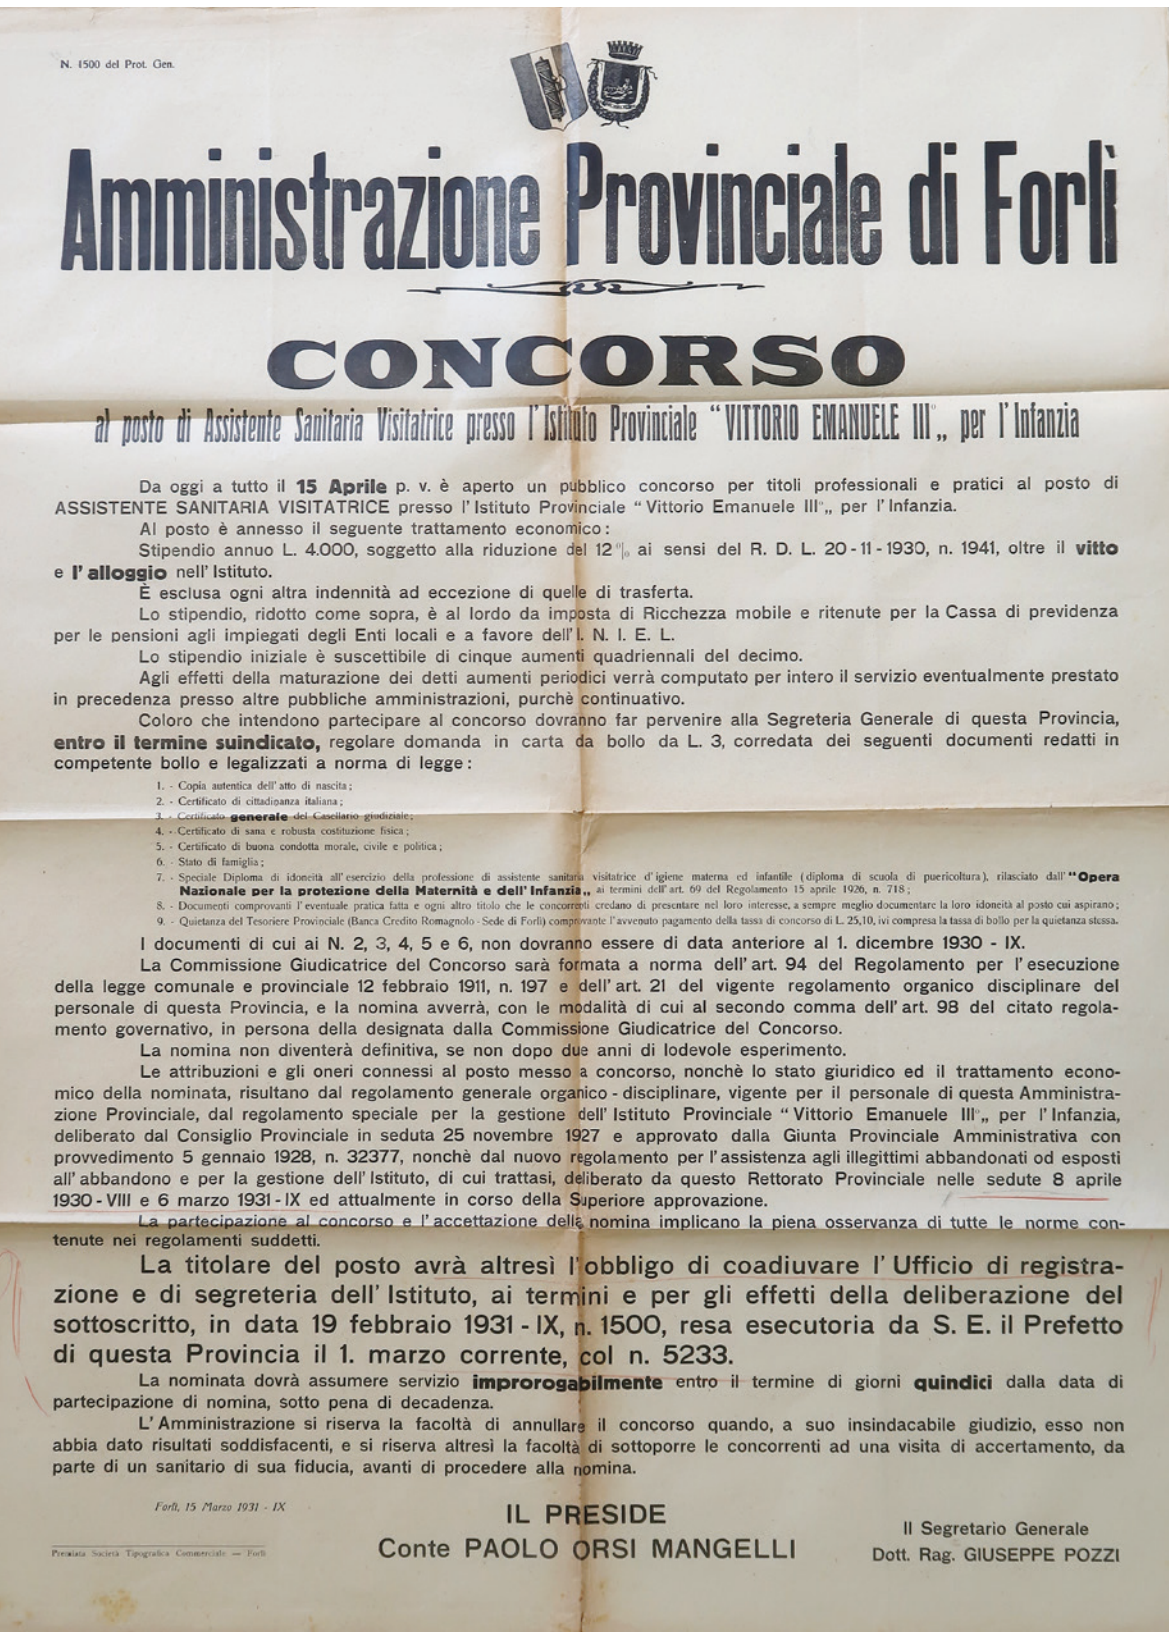 N. 1500 del Prot. Gen.
Amministrazione Provinciale di Forlì
CONCORSO
al posto di Assistente Sanitaria Visitatrice presso l'Istituto Provinciale “VITTORIO EMANUELE III°„ per l'Infanzia
Da oggi a tutto il 15 Aprile p. v. è aperto un pubblico concorso per titoli professionali e pratici al posto di
ASSISTENTE SANITARIA VISITATRICE presso l'Istituto Provinciale “Vittorio Emanuele III°„ per l'Infanzia.
Al posto è annesso il seguente trattamento economico:
Stipendio annuo L. 4.000, soggetto alla riduzione del 12 % ai sensi del R. D. L. 20-11-1930, n. 1941, oltre il vitto
e l'alloggio nell'Istituto.
È esclusa ogni altra indennità ad eccezione di quelle di trasferta.
Lo stipendio, ridotto come sopra, è al lordo da imposta di Ricchezza mobile e ritenute per la Cassa di previdenza
per le pensioni agli impiegati degli Enti locali e a favore dell'I. N. I. E. L.
Lo stipendio iniziale è suscettibile di cinque aumenti quadriennali del decimo.
Agli effetti della maturazione dei detti aumenti periodici verrà computato per intero il servizio eventualmente prestato
in precedenza presso altre pubbliche amministrazioni, purchè continuativo.
Coloro che intendono partecipare al concorso dovranno far pervenire alla Segreteria Generale di questa Provincia,
entro il termine suindicato, regolare domanda in carta da bollo da L. 3, corredata dei seguenti documenti redatti in
competente bollo e legalizzati a norma di legge:
1. - Copia autentica dell'atto di nascita;
2. - Certificato di cittadinanza italiana;
3. - Certificato generale del Casellario giudiziale;
4. - Certificato di sana e robusta costituzione fisica;
5. - Certificato di buona condotta morale, civile e politica;
6. - Stato di famiglia;
7. - Speciale Diploma di idoneità all'esercizio della professione di assistente sanitaria visitatrice d'igiene materna ed infantile (diploma di scuola di puericoltura), rilasciato dall'“Opera
Nazionale per la protezione della Maternità e dell'Infanzia„ ai termini dell'art. 69 del Regolamento 15 aprile 1926, n. 718;
8. - Documenti comprovanti l'eventuale pratica fatta e ogni altro titolo che le concorrenti credano di presentare nel loro interesse, a sempre meglio documentare la loro idoneità al posto cui aspirano;
9. - Quietanza del Tesoriere Provinciale (Banca Credito Romagnolo - Sede di Forlì) comprovante l'avvenuto pagamento della tassa di concorso di L. 25,10, ivi compresa la tassa di bollo per la quietanza stessa.
I documenti di cui ai N. 2, 3, 4, 5 e 6, non dovranno essere di data anteriore al 1. dicembre 1930 - IX.
La Commissione Giudicatrice del Concorso sarà formata a norma dell'art. 94 del Regolamento per l'esecuzione
della legge comunale e provinciale 12 febbraio 1911, n. 197 e dell'art. 21 del vigente regolamento organico disciplinare del
personale di questa Provincia, e la nomina avverrà, con le modalità di cui al secondo comma dell'art. 98 del citato regola-
mento governativo, in persona della designata dalla Commissione Giudicatrice del Concorso.
La nomina non diventerà definitiva, se non dopo due anni di lodevole esperimento.
Le attribuzioni e gli oneri connessi al posto messo a concorso, nonchè lo stato giuridico ed il trattamento econo-
mico della nominata, risultano dal regolamento generale organico-disciplinare, vigente per il personale di questa Amministra-
zione Provinciale, dal regolamento speciale per la gestione dell'Istituto Provinciale “Vittorio Emanuele III°„ per l'Infanzia,
deliberato dal Consiglio Provinciale in seduta 25 novembre 1927 e approvato dalla Giunta Provinciale Amministrativa con
provvedimento 5 gennaio 1928, n. 32377, nonchè dal nuovo regolamento per l'assistenza agli illegittimi abbandonati od esposti
all'abbandono e per la gestione dell'Istituto, di cui trattasi, deliberato da questo Rettorato Provinciale nelle sedute 8 aprile
1930-VIII e 6 marzo 1931-IX ed attualmente in corso della Superiore approvazione.
La partecipazione al concorso e l'accettazione della nomina implicano la piena osservanza di tutte le norme con-
tenute nei regolamenti suddetti.
La titolare del posto avrà altresì l'obbligo di coadiuvare l'Ufficio di registra-
zione e di segreteria dell'Istituto, ai termini e per gli effetti della deliberazione del
sottoscritto, in data 19 febbraio 1931-IX, n. 1500, resa esecutoria da S. E. il Prefetto
di questa Provincia il 1. marzo corrente, col n. 5233.
La nominata dovrà assumere servizio improrogabilmente entro il termine di giorni quindici dalla data di
partecipazione di nomina, sotto pena di decadenza.
L'Amministrazione si riserva la facoltà di annullare il concorso quando, a suo insindacabile giudizio, esso non
abbia dato risultati soddisfacenti, e si riserva altresì la facoltà di sottoporre le concorrenti ad una visita di accertamento, da
parte di un sanitario di sua fiducia, avanti di procedere alla nomina.
Forlì, 15 Marzo 1931 - IX
IL PRESIDE
Conte PAOLO ORSI MANGELLI
Il Segretario Generale
Dott. Rag. GIUSEPPE POZZI
Premiata Società Tipografica Commerciale — Forlì